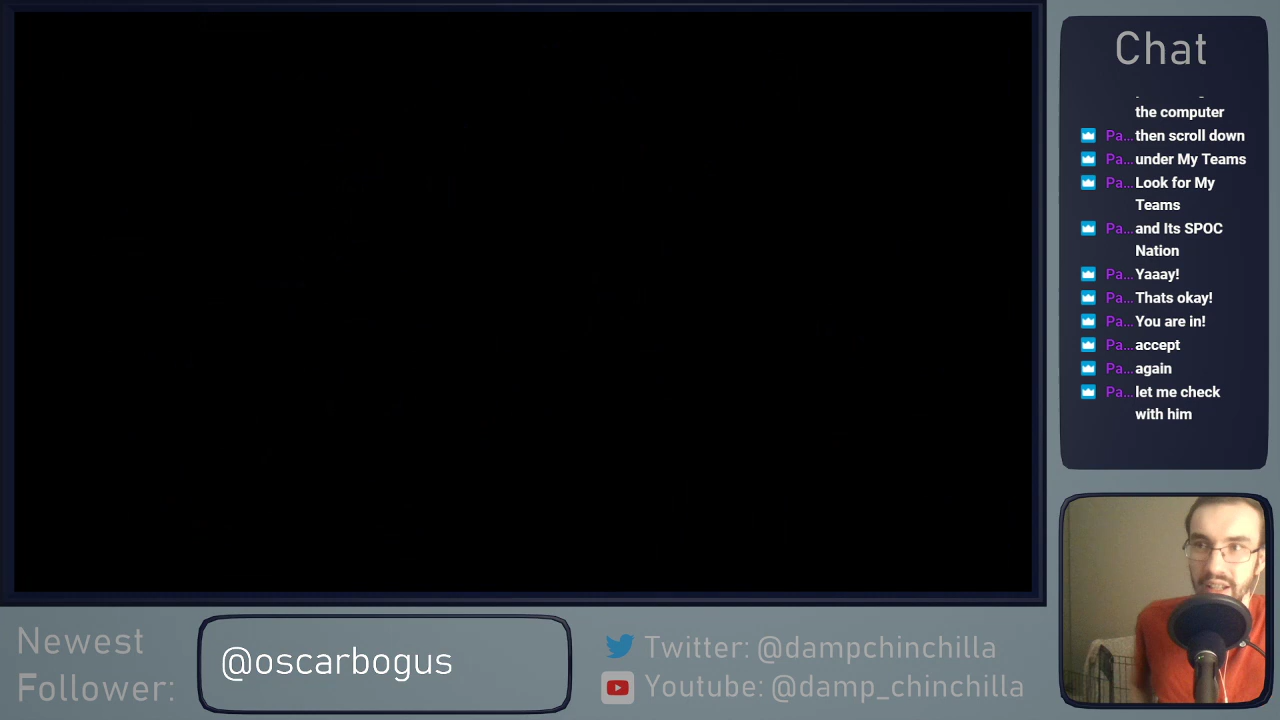 Chat
the computer
Pa... then scroll down
Pa... under My Teams
Pa... Look for My
Teams
Pa... and Its SPOC
Nation
Pa... Yaaay!
Pa... Thats okay!
Pa... You are in!
Pa... accept
Pa... again
Pa... let me check
with him
Newest
Follower:
@oscarbogus
Twitter: @dampchinchilla
Youtube: @damp_chinchilla